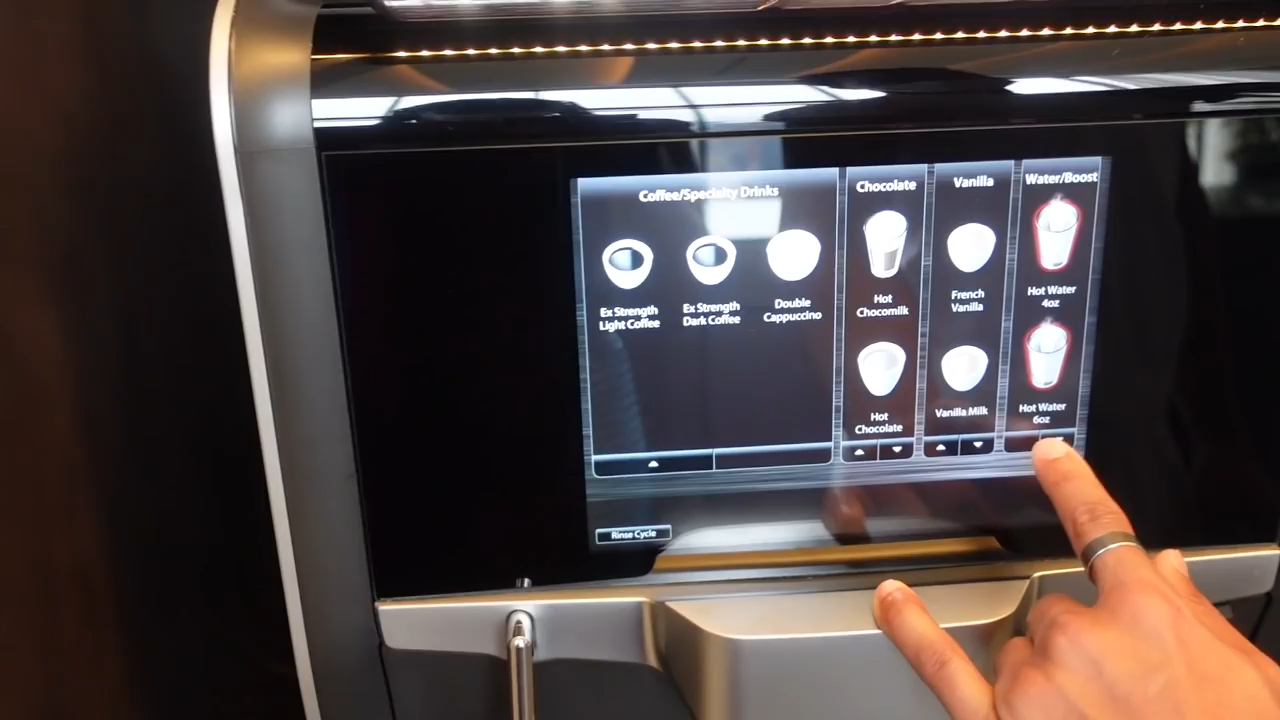 Coffee/Specialty Drinks
Ex Strength
Light Coffee
Ex Strength
Dark Coffee
Double
Cappuccino
Chocolate
Hot
Chocomilk
Hot
Chocolate
Vanilla
French
Vanilla
Vanilla Milk
Water/Boost
Hot Water
4oz
Hot Water
6oz
Rinse Cycle